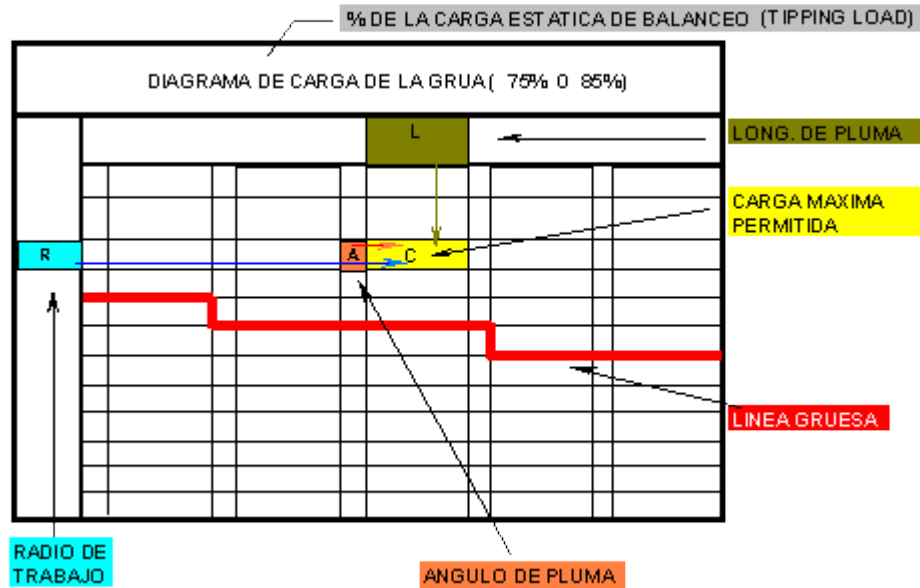 % DE LA CARGA ESTATICA DE BALANCEO (TIPPING LOAD)
DIAGRAMA DE CARGA DE LA GRUA( 75% O 85%)
L
LONG. DE PLUMA
CARGA MAXIMA
PERMITIDA
R
A
C
LINEA GRUESA
RADIO DE
TRABAJO
ANGULO DE PLUMA